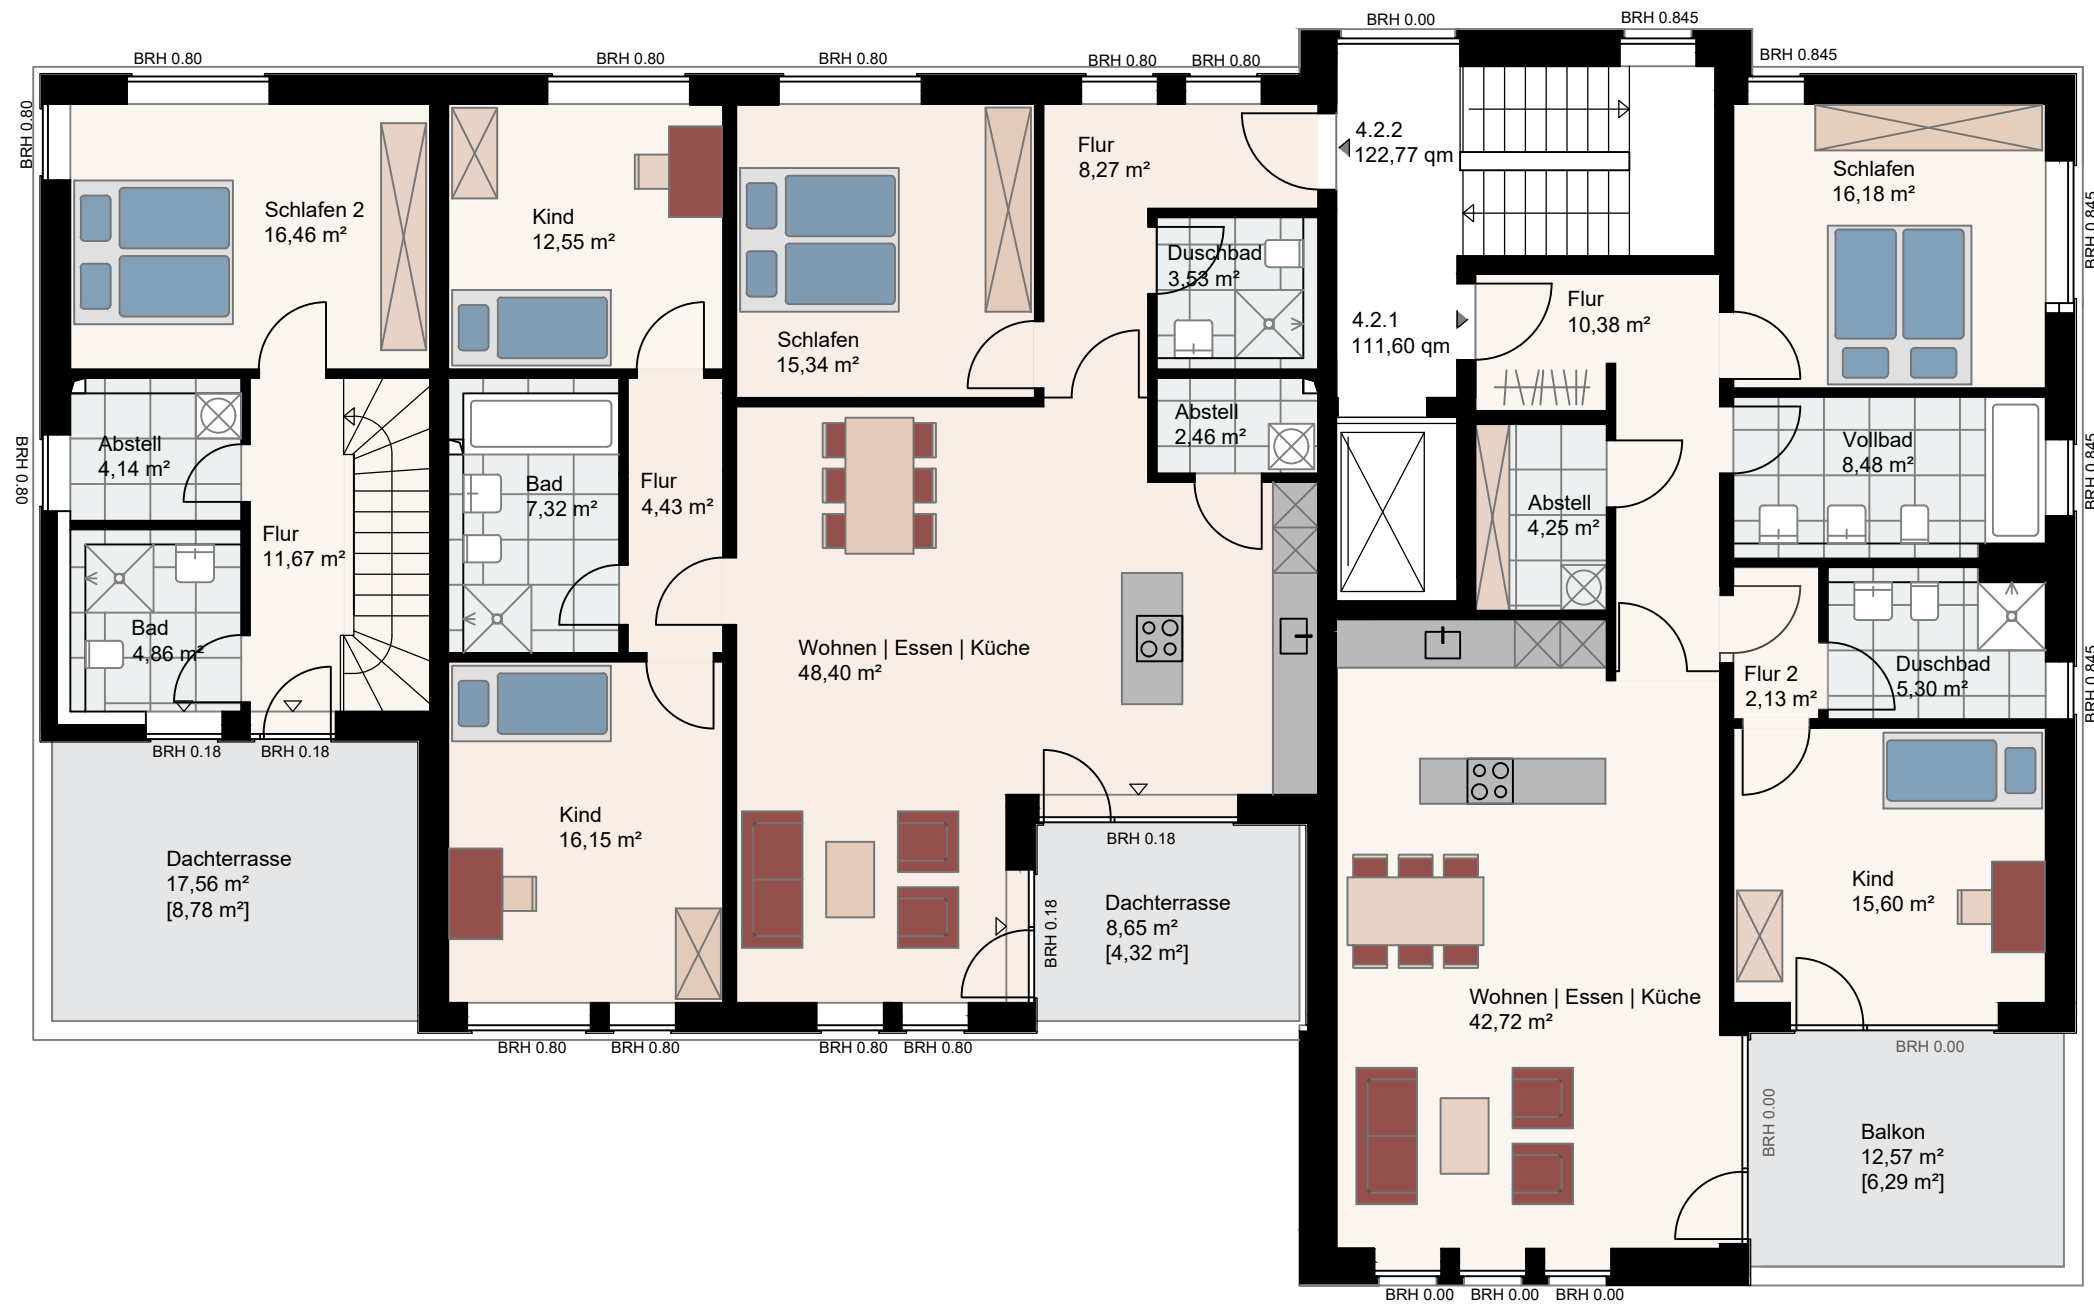 BRH 0.00
BRH 0.845
BRH 0.80
BRH 0.80
BRH 0.80
BRH 0.80
BRH 0.80
BRH 0.845
BRH 0.80
Schlafen 2
16,46 m²
Kind
12,55 m²
Schlafen
15,34 m²
Flur
8,27 m²
4.2.2
122,77 qm
Duschbad
3,53 m²
Schlafen
16,18 m²
BRH 0.845
4.2.1
111,60 qm
Flur
10,38 m²
BRH 0.80
Abstell
4,14 m²
Bad
7,32 m²
Flur
4,43 m²
Abstell
2,46 m²
Abstell
4,25 m²
Vollbad
8,48 m²
BRH 0.845
Flur
11,67 m²
Bad
4,86 m²
Wohnen | Essen | Küche
48,40 m²
Flur 2
2,13 m²
Duschbad
5,30 m²
BRH 0.845
BRH 0.18
BRH 0.18
Dachterrasse
17,56 m²
[8,78 m²]
Kind
16,15 m²
BRH 0.18
BRH 0.18
Dachterrasse
8,65 m²
[4,32 m²]
Kind
15,60 m²
Wohnen | Essen | Küche
42,72 m²
BRH 0.80
BRH 0.80
BRH 0.80
BRH 0.80
BRH 0.00
BRH 0.00
Balkon
12,57 m²
[6,29 m²]
BRH 0.00
BRH 0.00
BRH 0.00